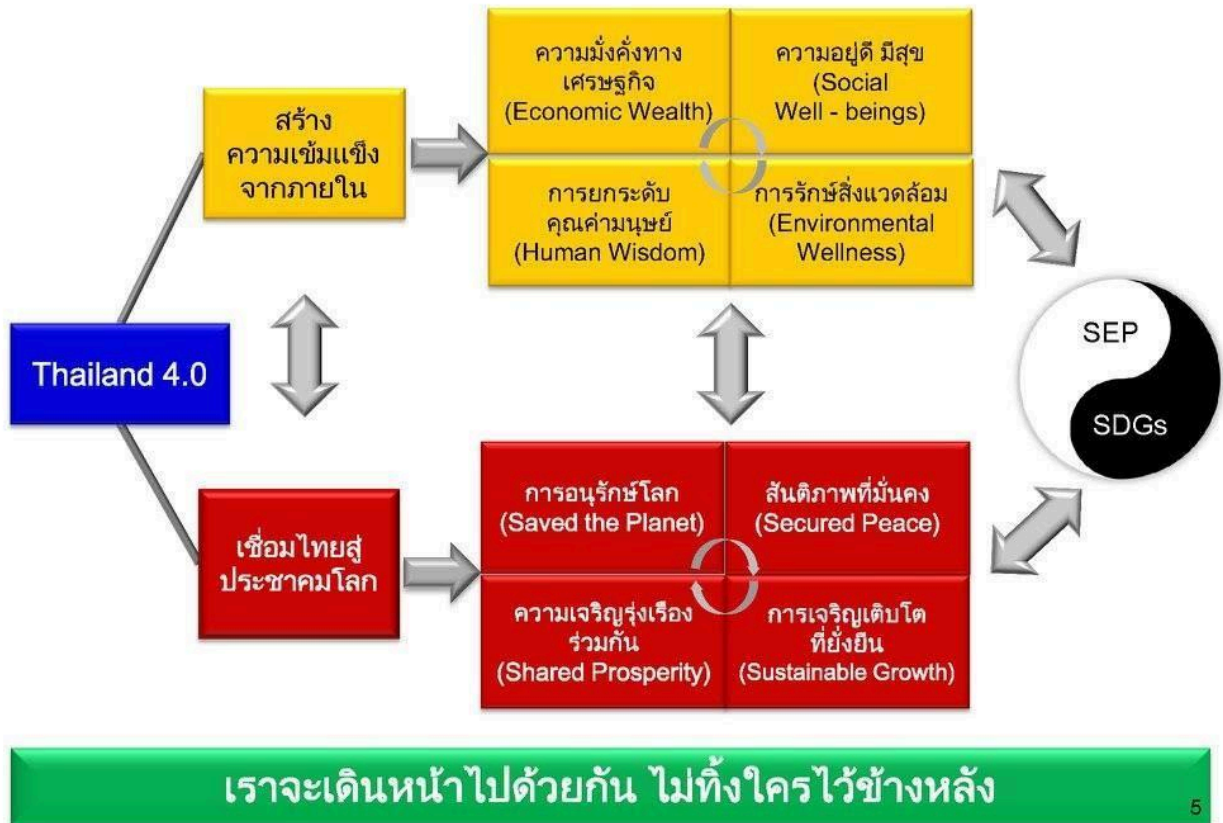 ความมั่งคั่งทาง
เศรษฐกิจ
(Economic Wealth)
ความอยู่ดี มีสุข
(Social
Well - beings)
สร้าง
ความเข้มแข็ง
จากภายใน
การยกระดับ
คุณค่ามนุษย์
(Human Wisdom)
การรักษ์สิ่งแวดล้อม
(Environmental
Wellness)
Thailand 4.0
SEP
SDGs
เชื่อมไทยสู่
ประชาคมโลก
การอนุรักษ์โลก
(Saved the Planet)
สันติภาพที่มั่นคง
(Secured Peace)
ความเจริญรุ่งเรือง
ร่วมกัน
(Shared Prosperity)
การเจริญเติบโต
ที่ยั่งยืน
(Sustainable Growth)
เราจะเดินหน้าไปด้วยกัน ไม่ทิ้งใครไว้ข้างหลัง
5